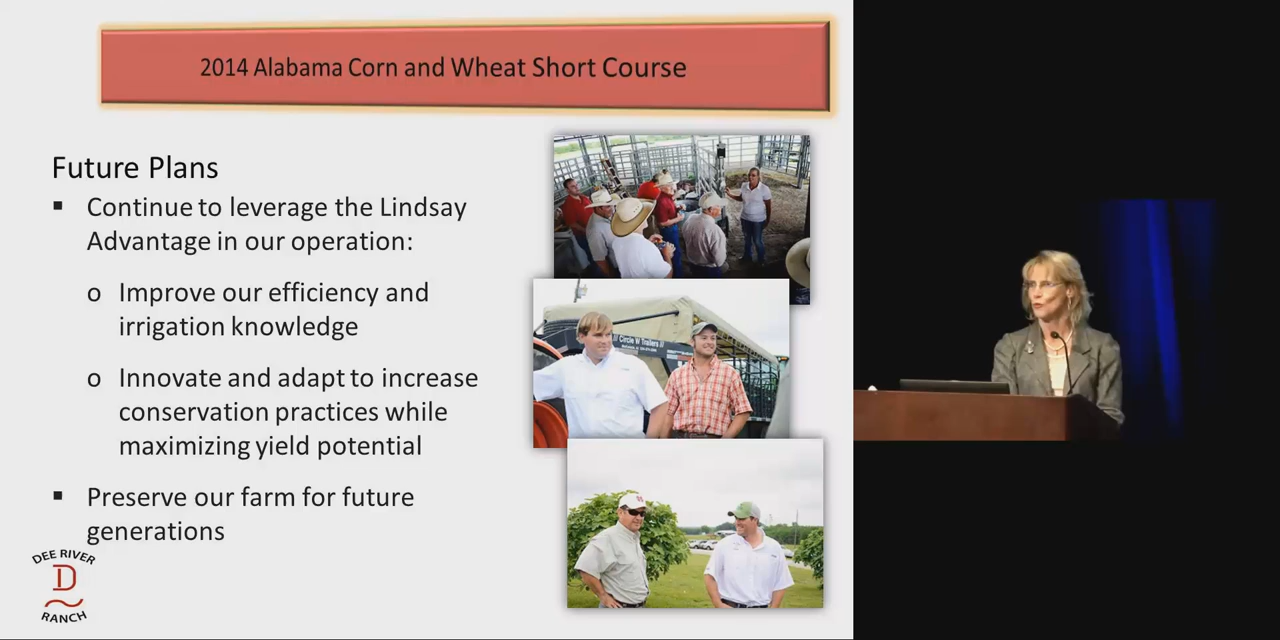 2014 Alabama Corn and Wheat Short Course
Future Plans
▪ Continue to leverage the Lindsay
Advantage in our operation:
o Improve our efficiency and
irrigation knowledge
o Innovate and adapt to increase
conservation practices while
maximizing yield potential
▪ Preserve our farm for future
generations
/// Circle W Trailers ///
DEE RIVER
D
RANCH